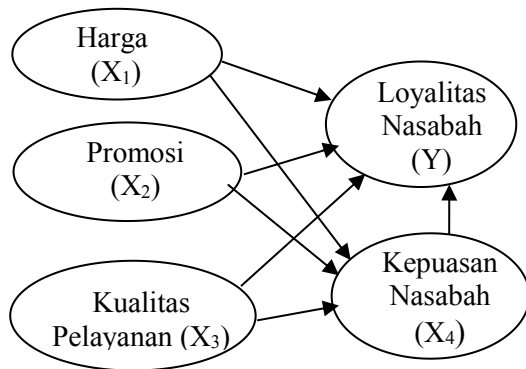 Harga
(X₁)
Promosi
(X₂)
Kualitas
Pelayanan (X₃)
Loyalitas
Nasabah
(Y)
Kepuasan
Nasabah
(X₄)